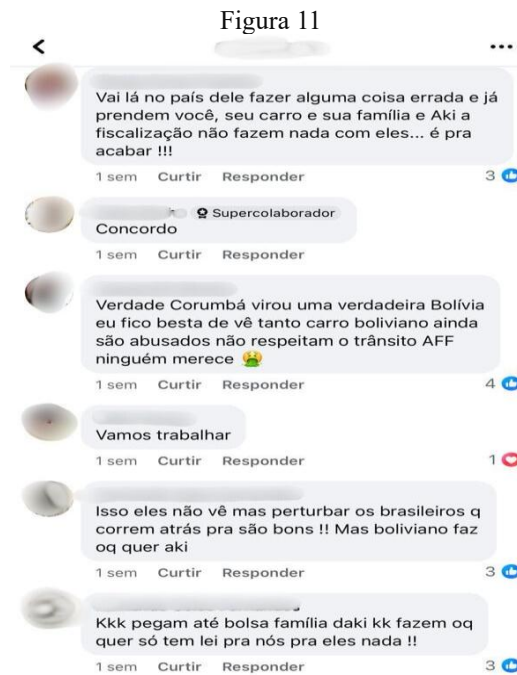 Figura 11
Vai lá no país dele fazer alguma coisa errada e já
prendem você, seu carro e sua família e Aki a
fiscalização não fazem nada com eles... é pra
acabar !!!
1 sem Curtir Responder 3
Supercolaborador
Concordo
1 sem Curtir Responder
Verdade Corumbá virou uma verdadeira Bolívia
eu fico besta de vê tanto carro boliviano ainda
são abusados não respeitam o trânsito AFF
ninguém merece 🤮
1 sem Curtir Responder 4
Vamos trabalhar
1 sem Curtir Responder 1
Isso eles não vê mas perturbar os brasileiros q
correm atrás pra são bons !! Mas boliviano faz
oq quer aki
1 sem Curtir Responder 3
Kkk pegam até bolsa família daki kk fazem oq
quer só tem lei pra nós pra eles nada !!
1 sem Curtir Responder 3